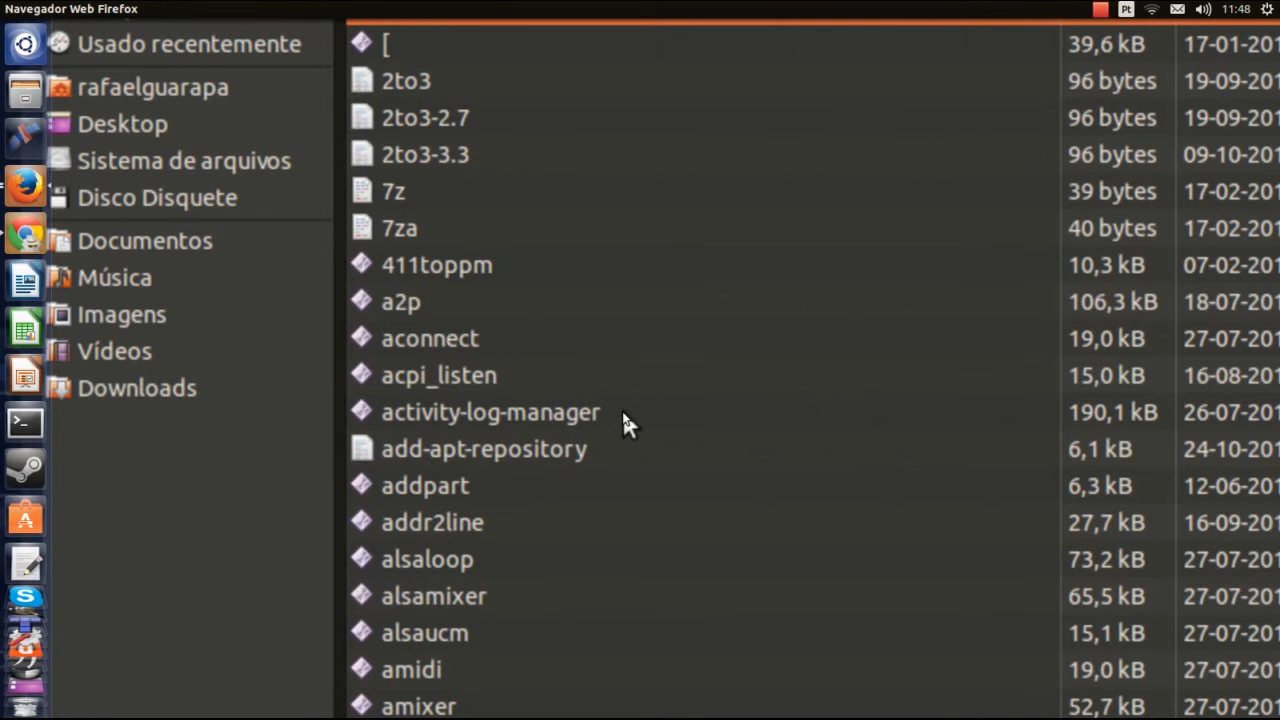 Navegador Web Firefox Pt 11:48
Usado recentemente
rafaelguarapa
Desktop
Sistema de arquivos
Disco Disquete
Documentos
Música
Imagens
Vídeos
Downloads
[ 39,6 kB 17-01-201
2to3 96 bytes 19-09-201
2to3-2.7 96 bytes 19-09-201
2to3-3.3 96 bytes 09-10-201
7z 39 bytes 17-02-201
7za 40 bytes 17-02-201
411toppm 10,3 kB 07-02-201
a2p 106,3 kB 18-07-201
aconnect 19,0 kB 27-07-201
acpi_listen 15,0 kB 16-08-201
activity-log-manager 190,1 kB 26-07-201
add-apt-repository 6,1 kB 24-10-201
addpart 6,3 kB 12-06-201
addr2line 27,7 kB 16-09-201
alsaloop 73,2 kB 27-07-201
alsamixer 65,5 kB 27-07-201
alsaucm 15,1 kB 27-07-201
amidi 19,0 kB 27-07-201
amixer 52,7 kB 27-07-201